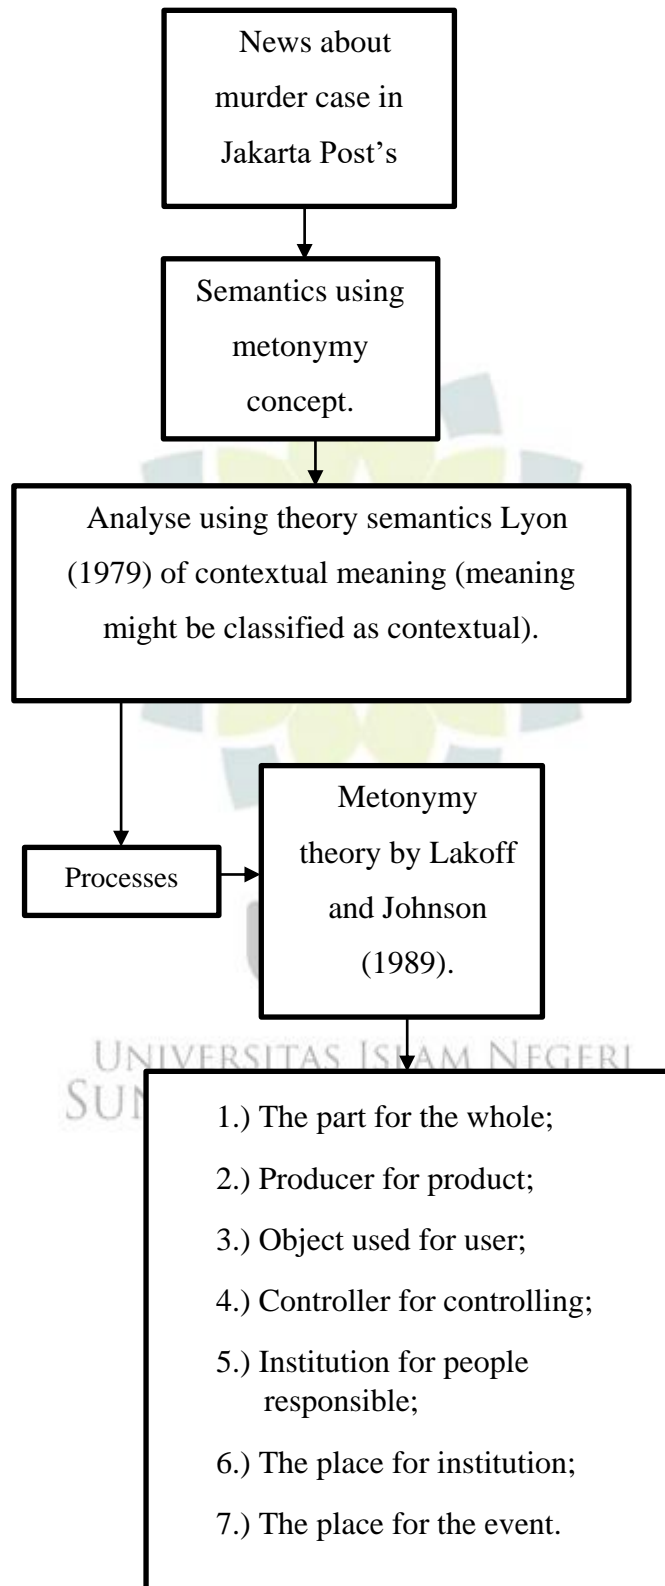 News about
murder case in
Jakarta Post’s
Semantics using
metonymy
concept.
Analyse using theory semantics Lyon
(1979) of contextual meaning (meaning
might be classified as contextual).
Metonymy
theory by Lakoff
and Johnson
(1989).
Processes
UNIVERSITAS ISLAM NEGERI
1.) The part for the whole;
2.) Producer for product;
3.) Object used for user;
4.) Controller for controlling;
5.) Institution for people
responsible;
6.) The place for institution;
7.) The place for the event.